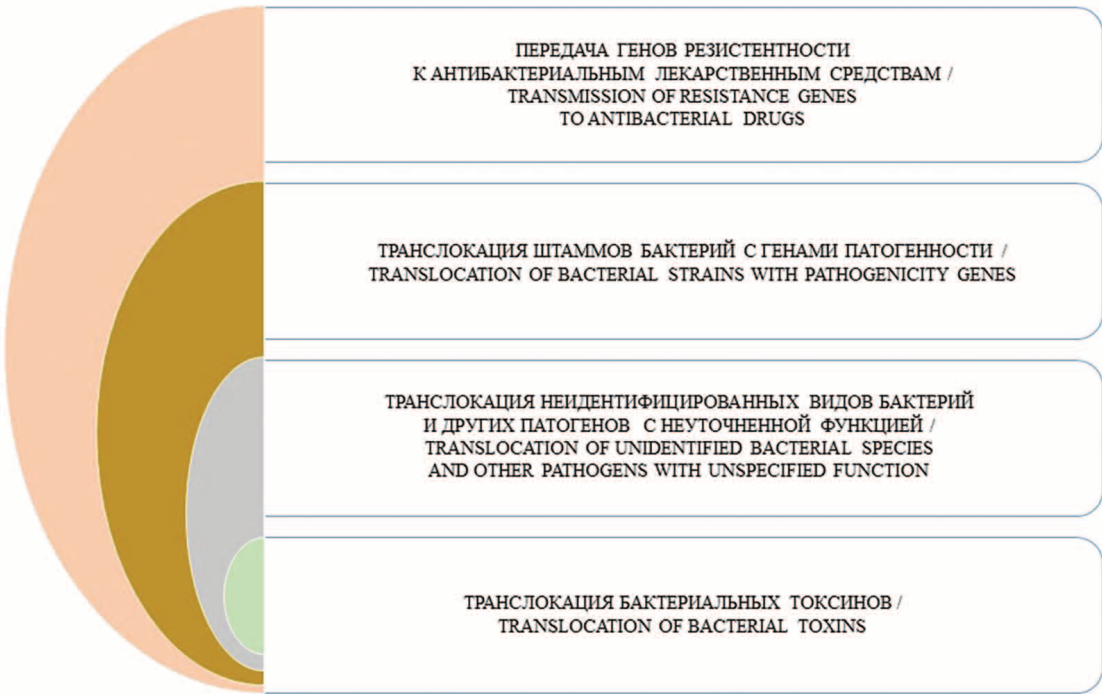 ПЕРЕДАЧА ГЕНОВ РЕЗИСТЕНТНОСТИ
К АНТИБАКТЕРИАЛЬНЫМ ЛЕКАРСТВЕННЫМ СРЕДСТВАМ /
TRANSMISSION OF RESISTANCE GENES
TO ANTIBACTERIAL DRUGS
ТРАНСЛОКАЦИЯ ШТАММОВ БАКТЕРИЙ С ГЕНАМИ ПАТОГЕННОСТИ /
TRANSLOCATION OF BACTERIAL STRAINS WITH PATHOGENICITY GENES
ТРАНСЛОКАЦИЯ НЕИДЕНТИФИЦИРОВАННЫХ ВИДОВ БАКТЕРИЙ
И ДРУГИХ ПАТОГЕНОВ С НЕУТОЧНЕННОЙ ФУНКЦИЕЙ /
TRANSLOCATION OF UNIDENTIFIED BACTERIAL SPECIES
AND OTHER PATHOGENS WITH UNSPECIFIED FUNCTION
ТРАНСЛОКАЦИЯ БАКТЕРИАЛЬНЫХ ТОКСИНОВ /
TRANSLOCATION OF BACTERIAL TOXINS